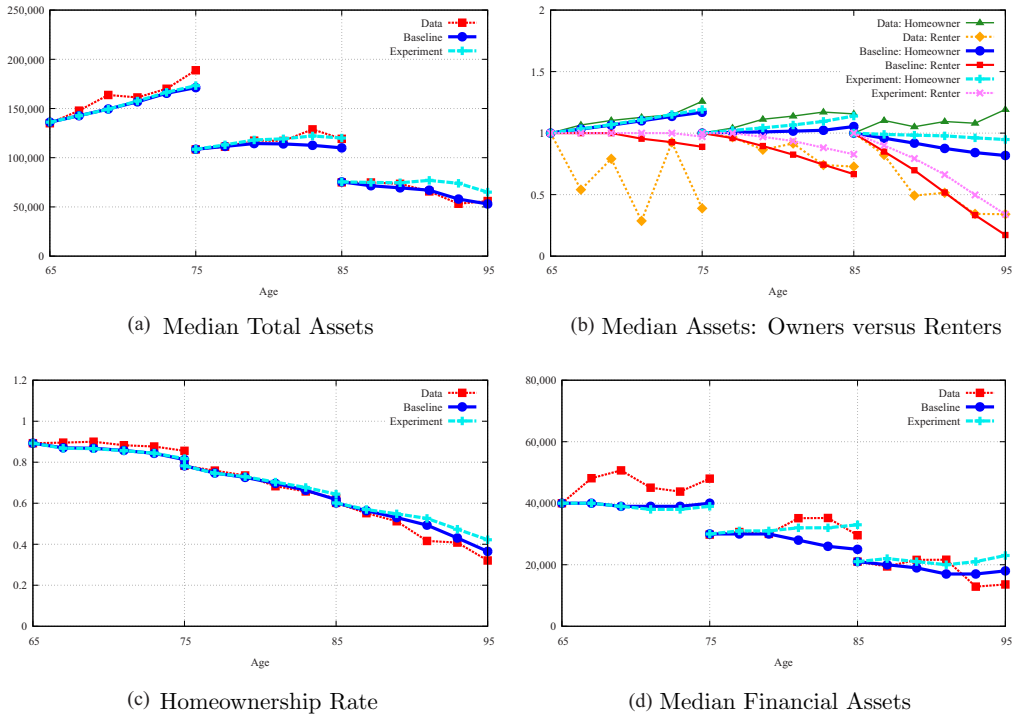 250,000
200,000
150,000
100,000
50,000
0
65
75
85
95
Age
Data
Baseline
Experiment
(a) Median Total Assets
2
1.5
1
0.5
0
65
75
85
95
Age
Data: Homeowner
Data: Renter
Baseline: Homeowner
Baseline: Renter
Experiment: Homeowner
Experiment: Renter
(b) Median Assets: Owners versus Renters
1.2
1
0.8
0.6
0.4
0.2
0
65
75
85
95
Age
Data
Baseline
Experiment
(c) Homeownership Rate
80,000
60,000
40,000
20,000
0
65
75
85
95
Age
Data
Baseline
Experiment
(d) Median Financial Assets